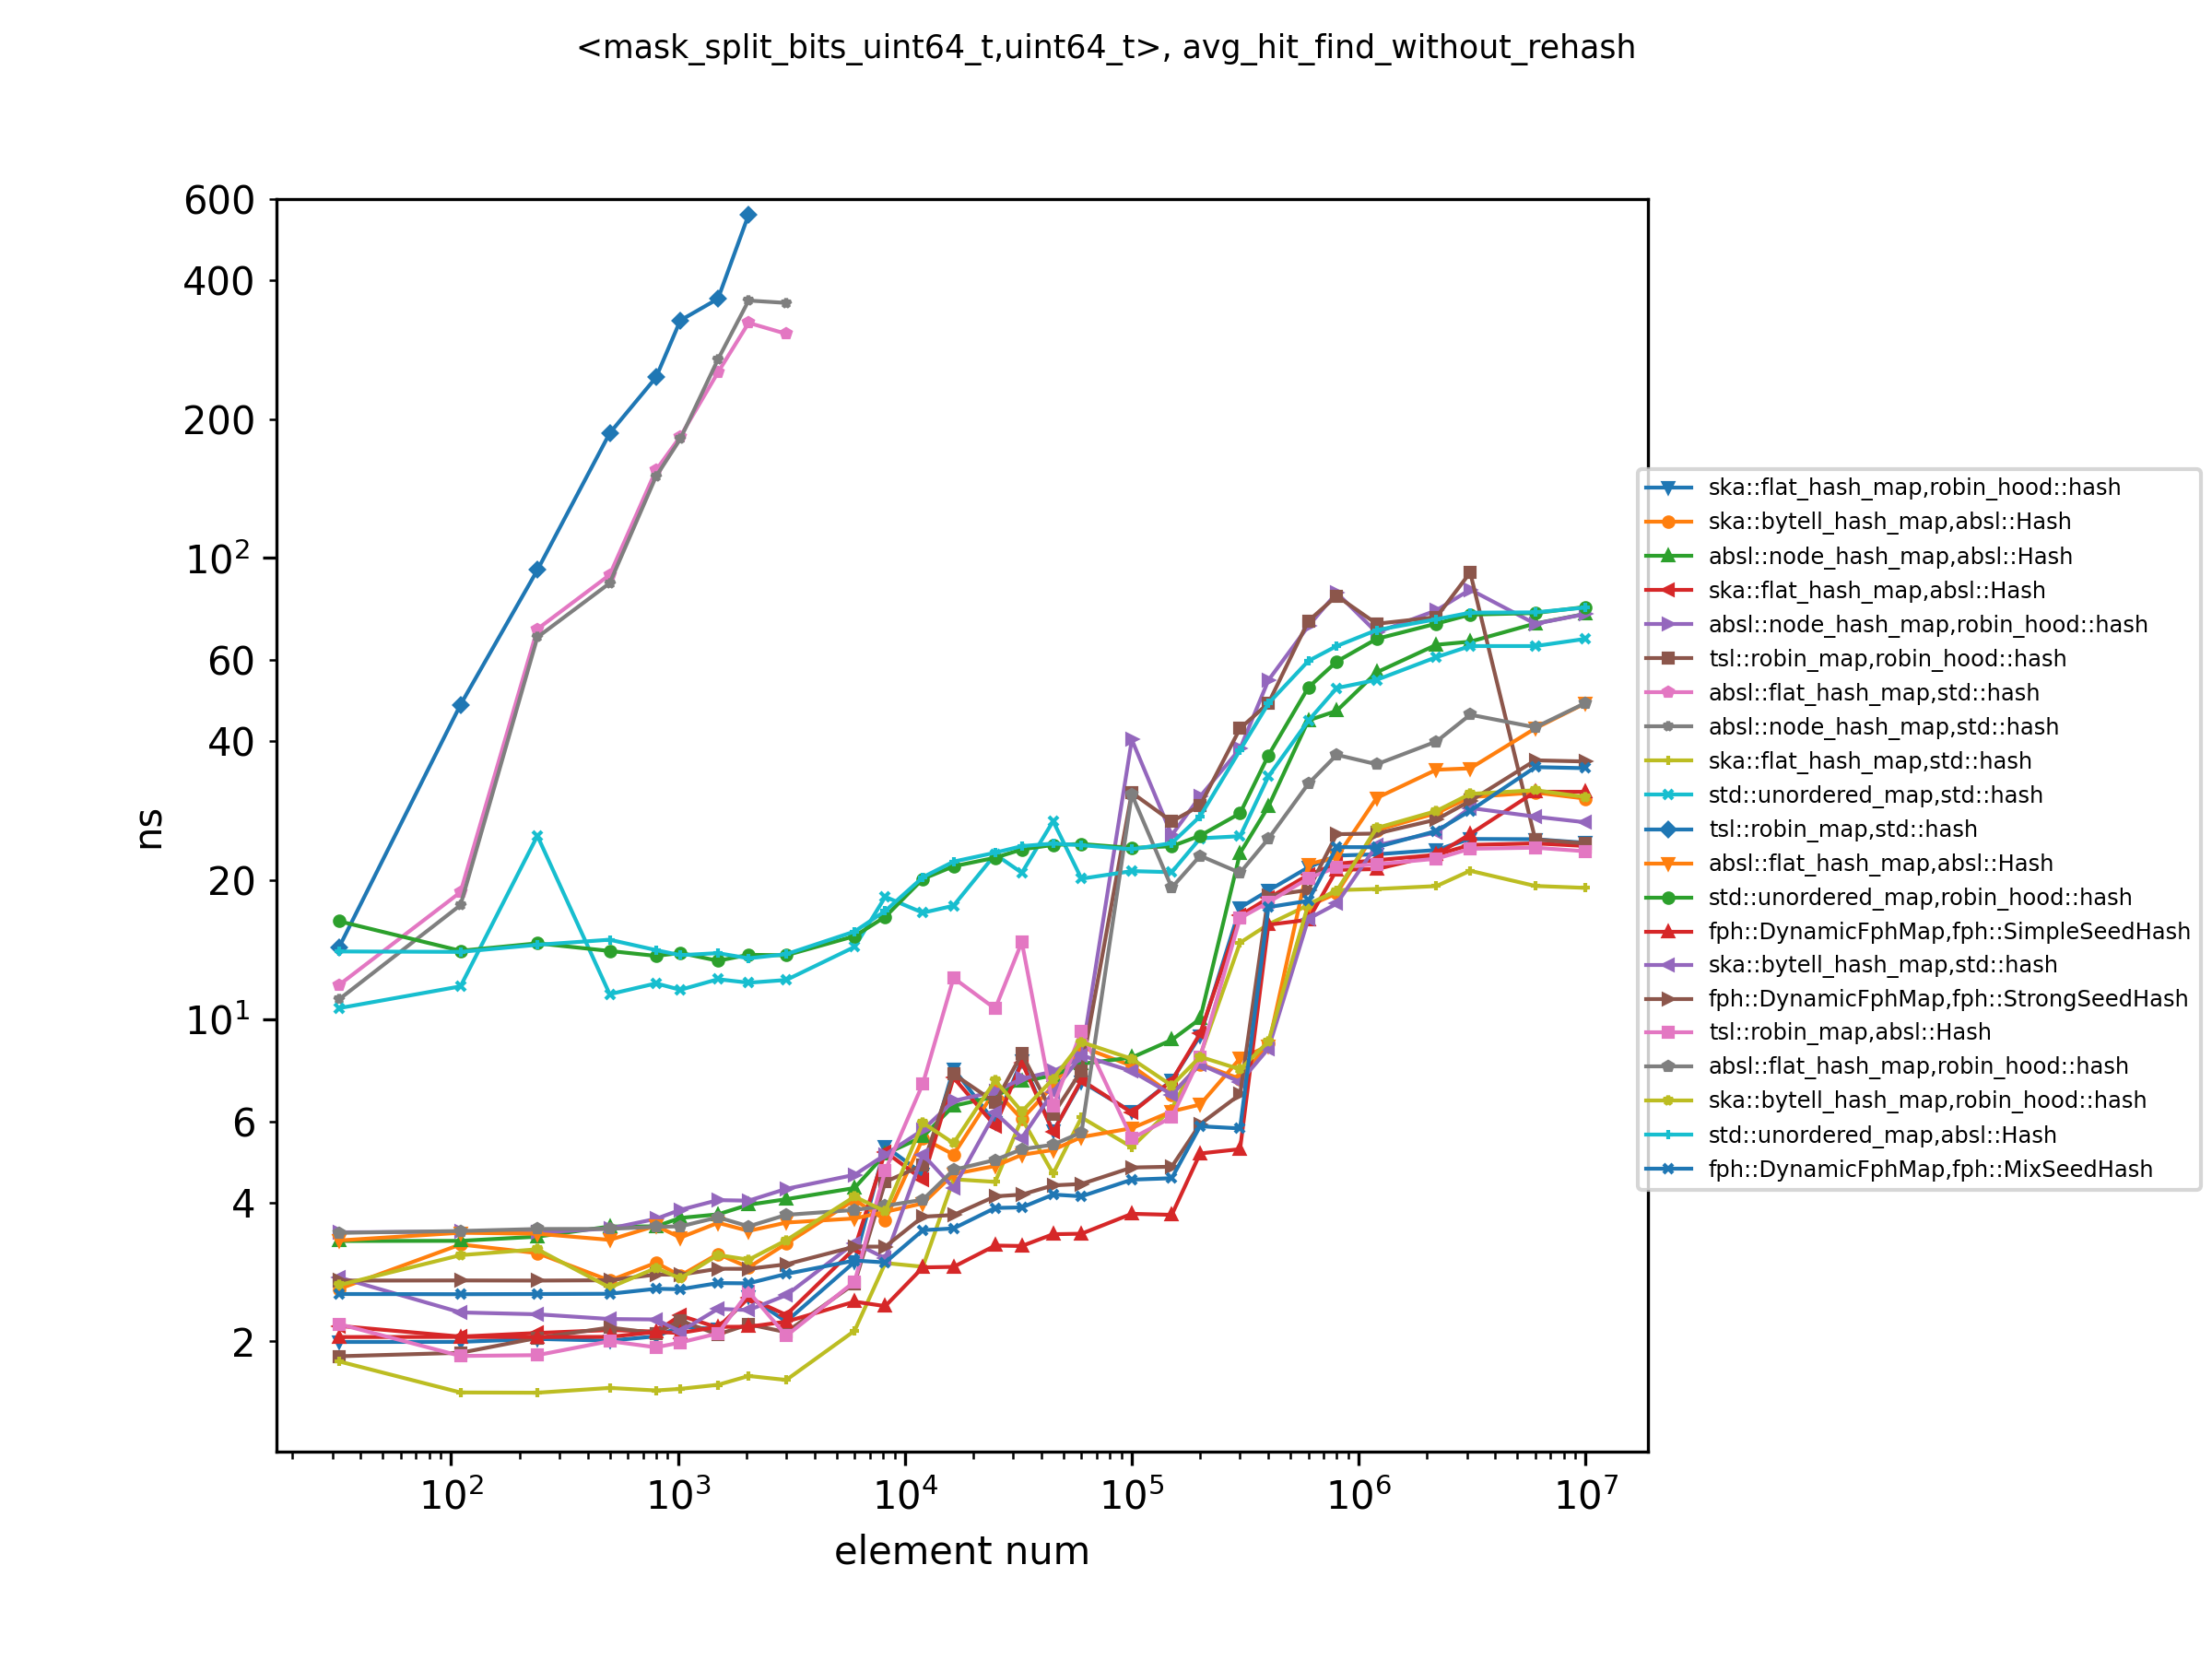 <mask_split_bits_uint64_t,uint64_t>, avg_hit_find_without_rehash
600
400
200
10²
60
40
20
10¹
6
4
2
ns
10² 10³ 10⁴ 10⁵ 10⁶ 10⁷
element num
ska::flat_hash_map,robin_hood::hash
ska::bytell_hash_map,absl::Hash
absl::node_hash_map,absl::Hash
ska::flat_hash_map,absl::Hash
absl::node_hash_map,robin_hood::hash
tsl::robin_map,robin_hood::hash
absl::flat_hash_map,std::hash
absl::node_hash_map,std::hash
ska::flat_hash_map,std::hash
std::unordered_map,std::hash
tsl::robin_map,std::hash
absl::flat_hash_map,absl::Hash
std::unordered_map,robin_hood::hash
fph::DynamicFphMap,fph::SimpleSeedHash
ska::bytell_hash_map,std::hash
fph::DynamicFphMap,fph::StrongSeedHash
tsl::robin_map,absl::Hash
absl::flat_hash_map,robin_hood::hash
ska::bytell_hash_map,robin_hood::hash
std::unordered_map,absl::Hash
fph::DynamicFphMap,fph::MixSeedHash